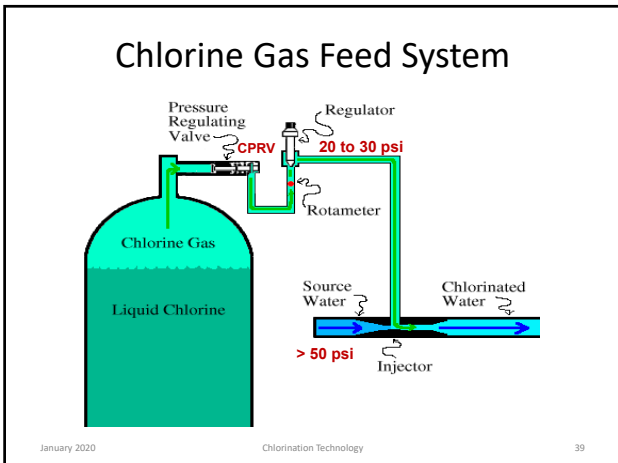 Chlorine Gas Feed System
Pressure
Regulating
Valve
CPRV
Regulator
20 to 30 psi
Rotameter
Chlorine Gas
Liquid Chlorine
Source
Water
Chlorinated
Water
> 50 psi
Injector
January 2020
Chlorination Technology
39